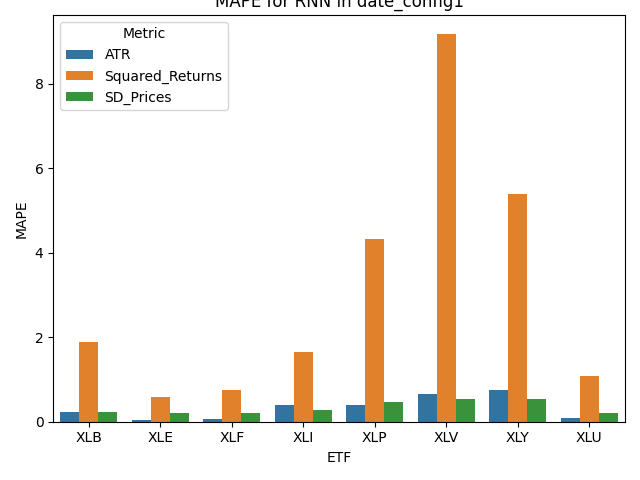 MAPE for RNN in date_config1
Metric
ATR
Squared_Returns
SD_Prices
MAPE
8
6
4
2
0
XLB XLE XLF XLI XLP XLV XLY XLU
ETF